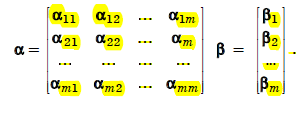 α₁₁ α₁₂ ... α₁ₘ β₁
α = α₂₁ α₂₂ ... αₘ β = β₂ .
... ... ... ... ...
αₘ₁ αₘ₂ ... αₘₘ βₘ